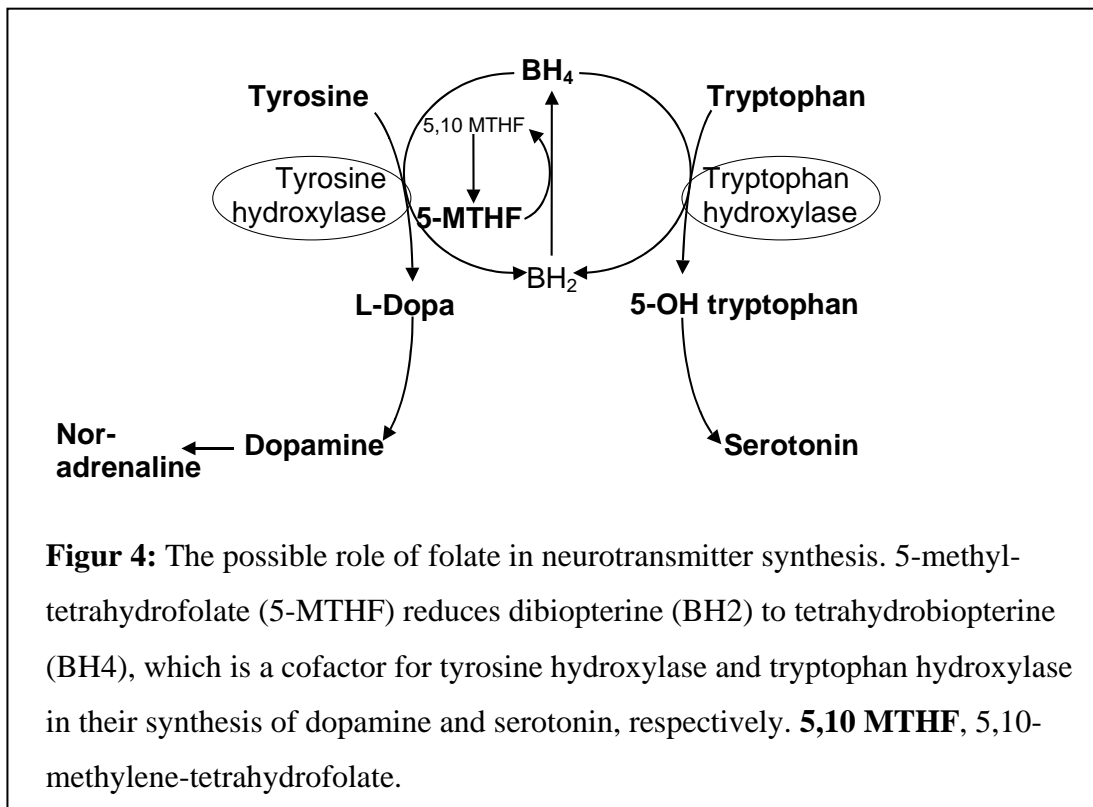 BH₄
Tyrosine
Tryptophan
5,10 MTHF
Tyrosine
hydroxylase
Tryptophan
hydroxylase
5-MTHF
BH₂
L-Dopa
5-OH tryptophan
Nor-
adrenaline
Dopamine
Serotonin
Figur 4: The possible role of folate in neurotransmitter synthesis. 5-methyl-
tetrahydrofolate (5-MTHF) reduces dibiopterine (BH2) to tetrahydrobiopterine
(BH4), which is a cofactor for tyrosine hydroxylase and tryptophan hydroxylase
in their synthesis of dopamine and serotonin, respectively. 5,10 MTHF, 5,10-
methylene-tetrahydrofolate.